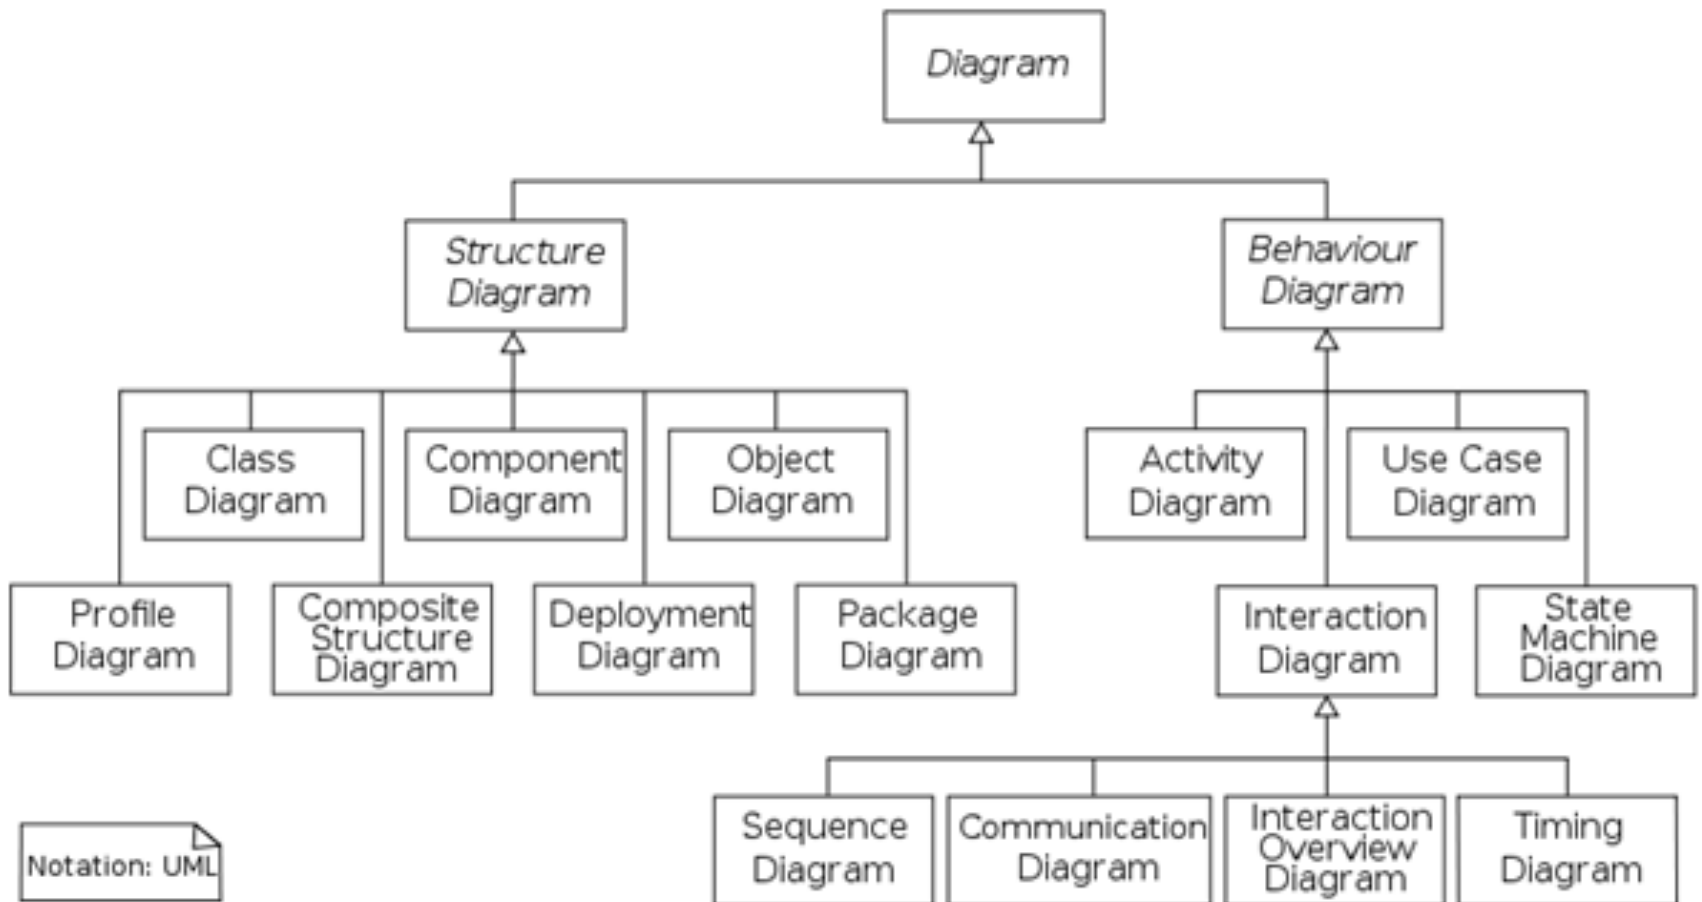 Diagram
Structure
Diagram
Behaviour
Diagram
Class
Diagram
Component
Diagram
Object
Diagram
Activity
Diagram
Use Case
Diagram
Profile
Diagram
Composite
Structure
Diagram
Deployment
Diagram
Package
Diagram
Interaction
Diagram
State
Machine
Diagram
Sequence
Diagram
Communication
Diagram
Interaction
Overview
Diagram
Timing
Diagram
Notation: UML